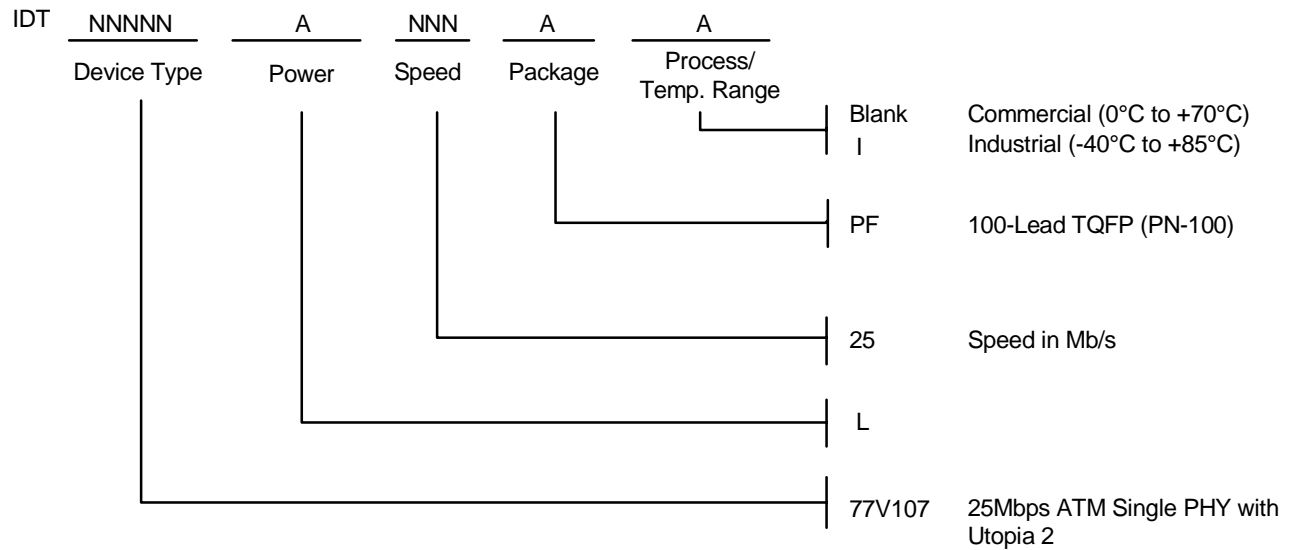 IDT NNNNN A NNN A A
Device Type Power Speed Package Process/
Temp. Range
Blank Commercial (0°C to +70°C)
I Industrial (-40°C to +85°C)
PF 100-Lead TQFP (PN-100)
25 Speed in Mb/s
L
77V107 25Mbps ATM Single PHY with
Utopia 2